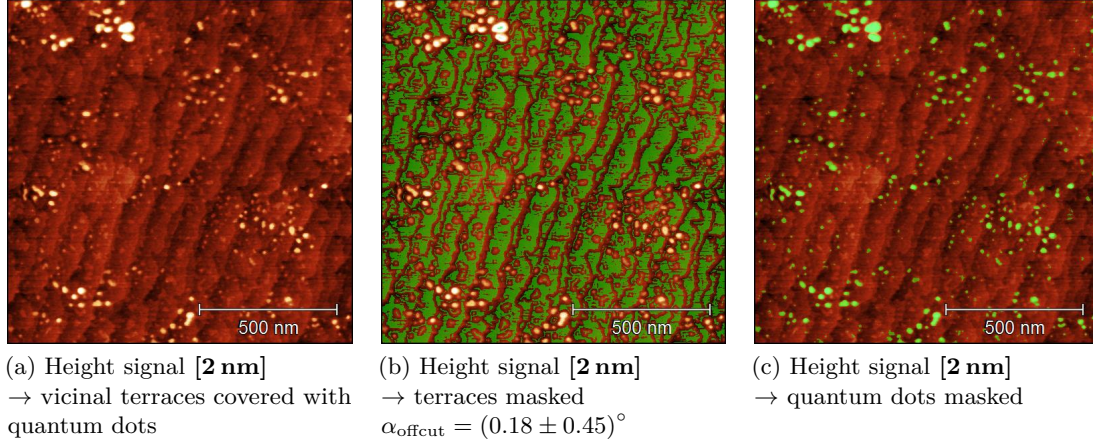 500 nm
500 nm
500 nm
(a) Height signal [2 nm]
→ vicinal terraces covered with
quantum dots
(b) Height signal [2 nm]
→ terraces masked
α_offcut = (0.18 ± 0.45)°
(c) Height signal [2 nm]
→ quantum dots masked